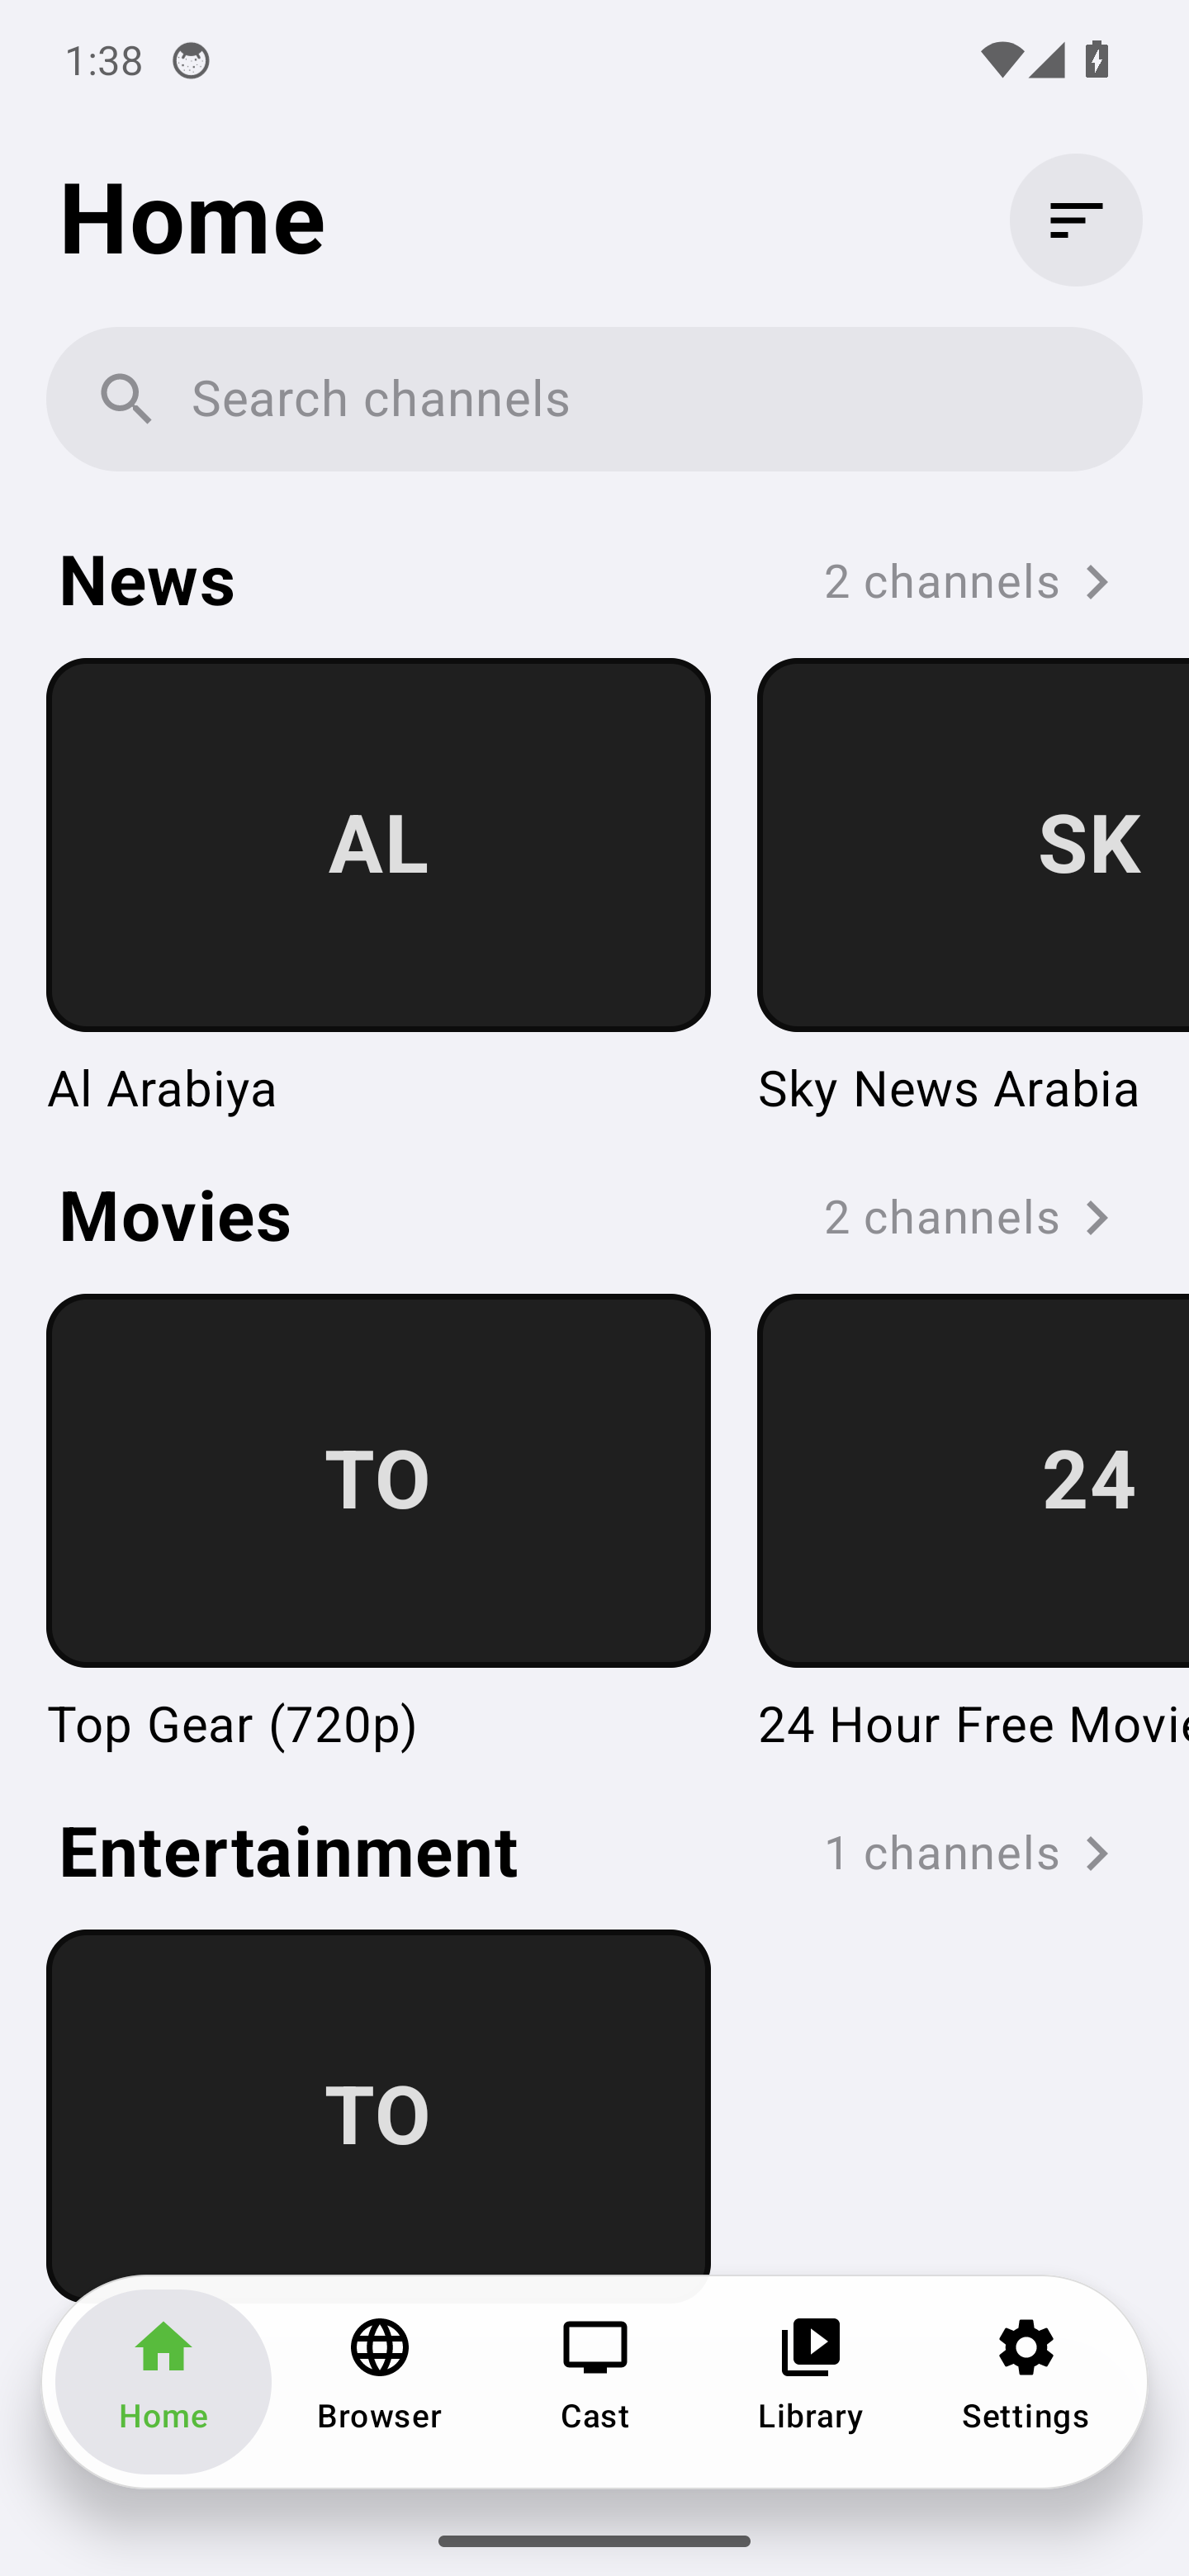 1:38
Home
Search channels
News
2 channels
AL
SK
Al Arabiya
Sky News Arabia
Movies
2 channels
TO
24
Top Gear (720p)
24 Hour Free Movie
Entertainment
1 channels
TO
Home
Browser
Cast
Library
Settings